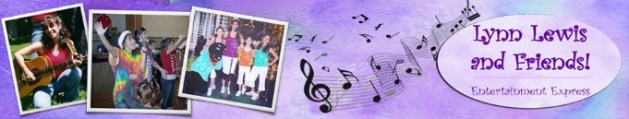 Lynn Lewis
and Friends!
Entertainment Express